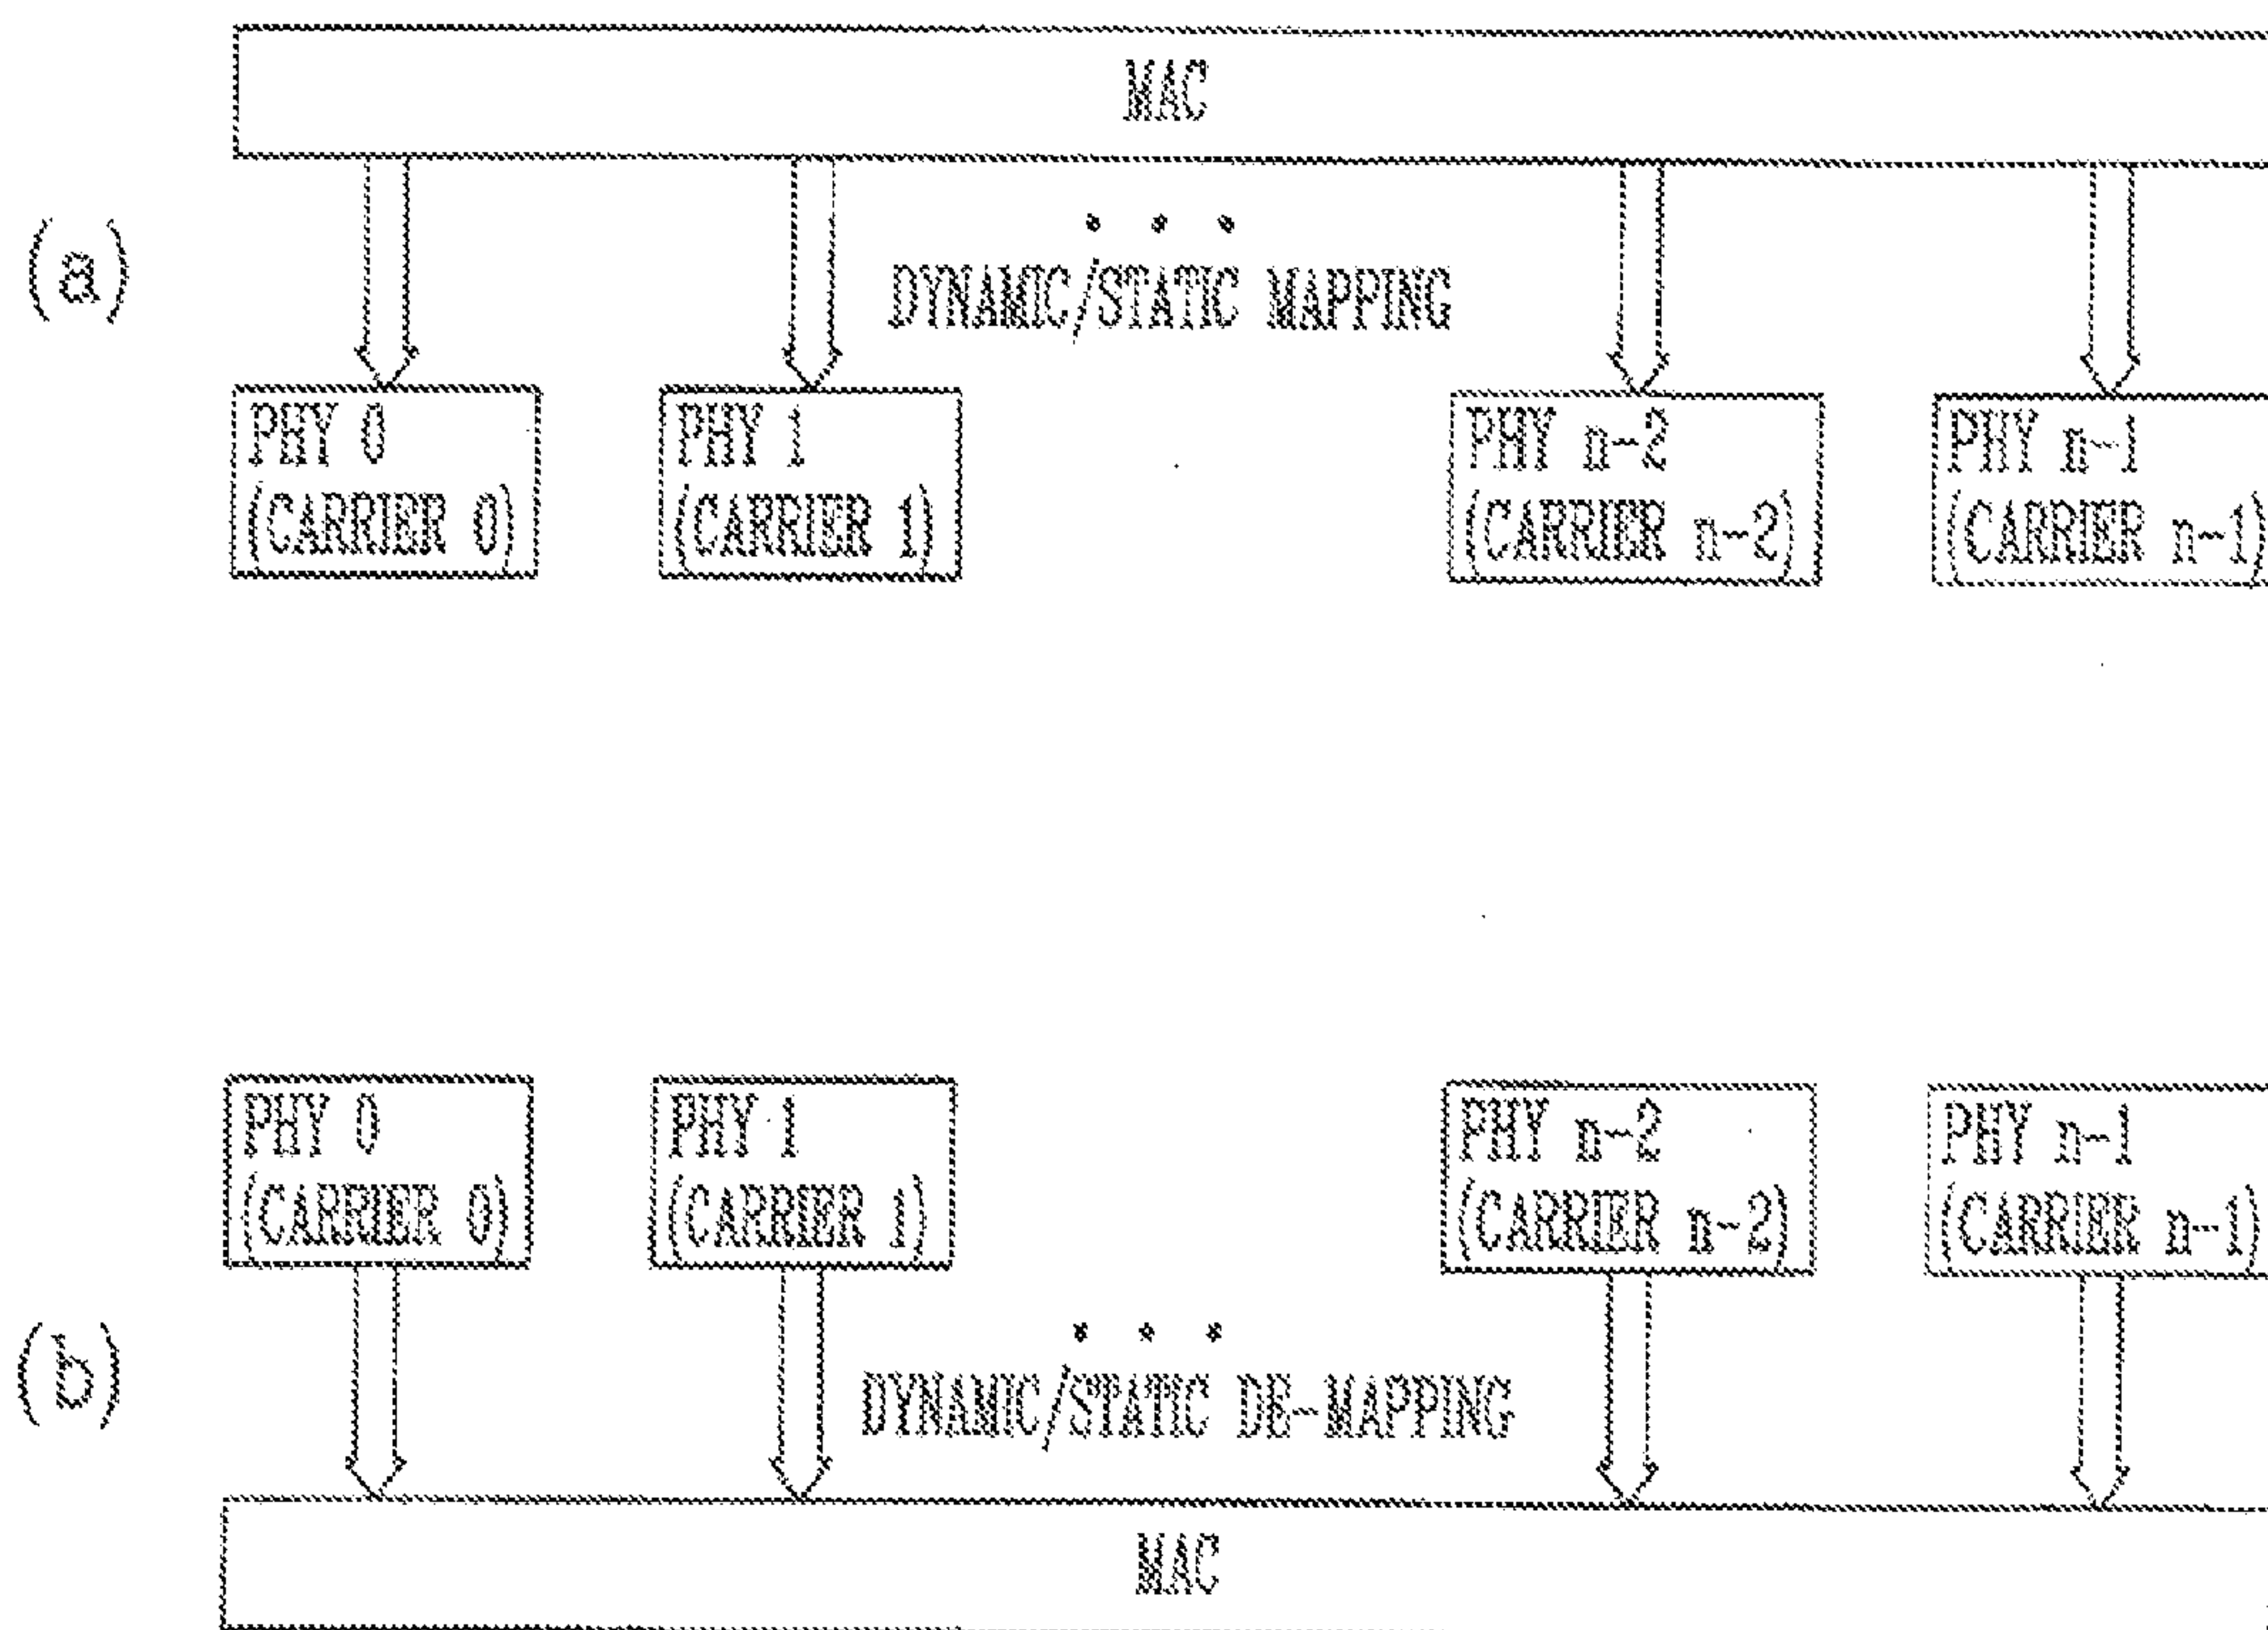 MAC
(a)
• • •
DYNAMIC/STATIC MAPPING
PHY 0
(CARRIER 0)
PHY 1
(CARRIER 1)
PHY n-2
(CARRIER n-2)
PHY n-1
(CARRIER n-1)
PHY 0
(CARRIER 0)
PHY 1
(CARRIER 1)
PHY n-2
(CARRIER n-2)
PHY n-1
(CARRIER n-1)
(b)
• • •
DYNAMIC/STATIC DE-MAPPING
MAC